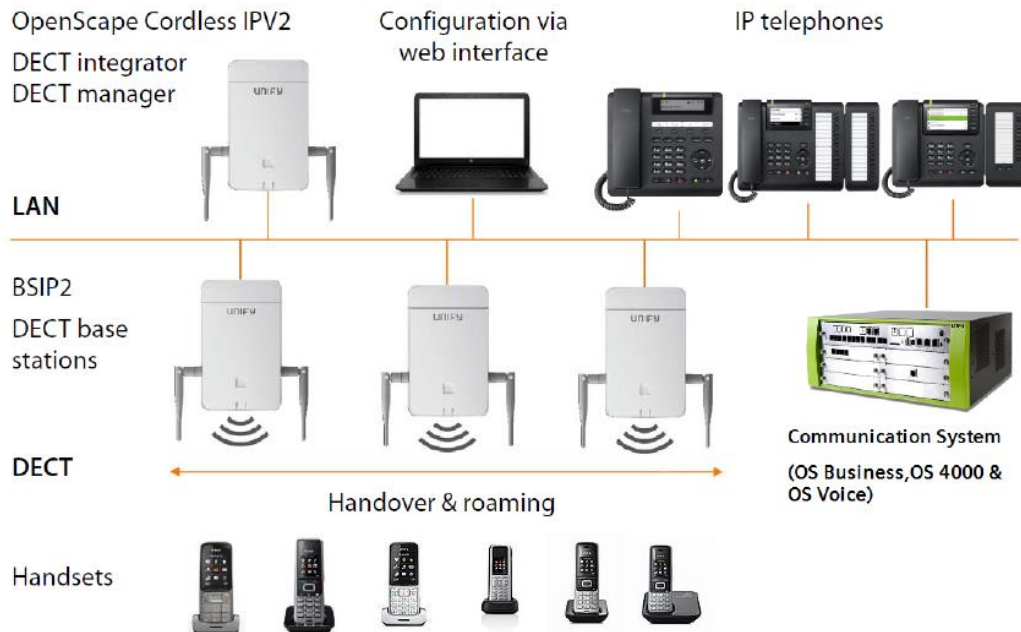 OpenScape Cordless IPV2
DECT integrator
DECT manager
Configuration via
web interface
IP telephones
UNIFY
LAN
BSIP2
DECT base
stations
UNIFY
UNIFY
UNIFY
Communication System
(OS Business,OS 4000 &
OS Voice)
DECT
Handover & roaming
Handsets